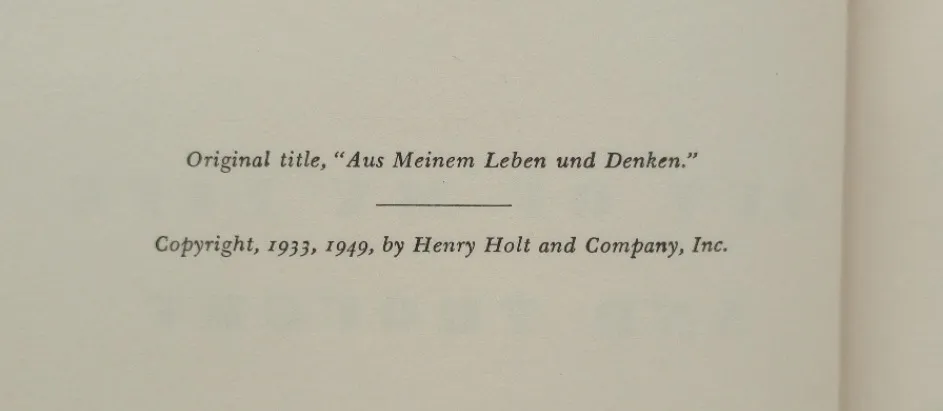 Original title, “Aus Meinem Leben und Denken.”
Copyright, 1933, 1949, by Henry Holt and Company, Inc.